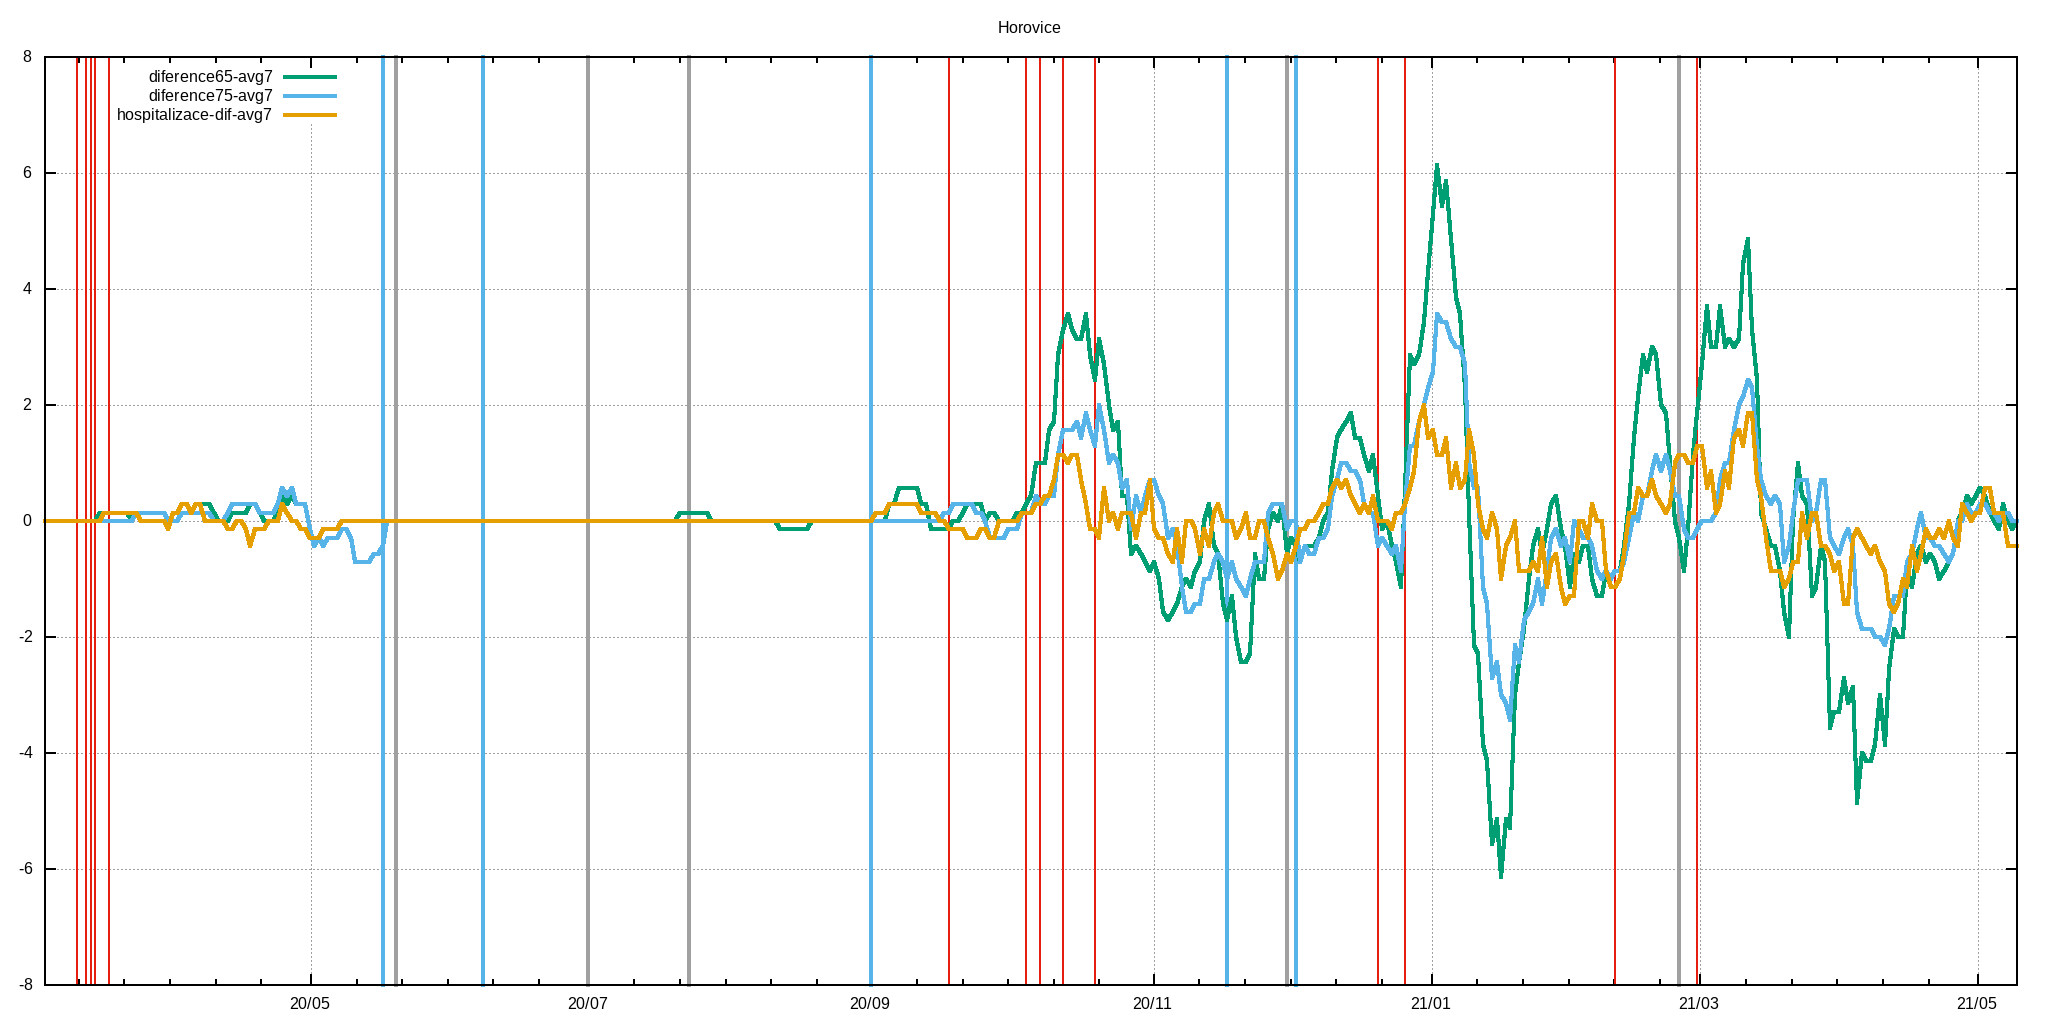 Horovice
8
diference65-avg7
diference75-avg7
hospitalizace-dif-avg7
6
4
2
0
-2
-4
-6
-8
20/05 20/07 20/09 20/11 21/01 21/03 21/05